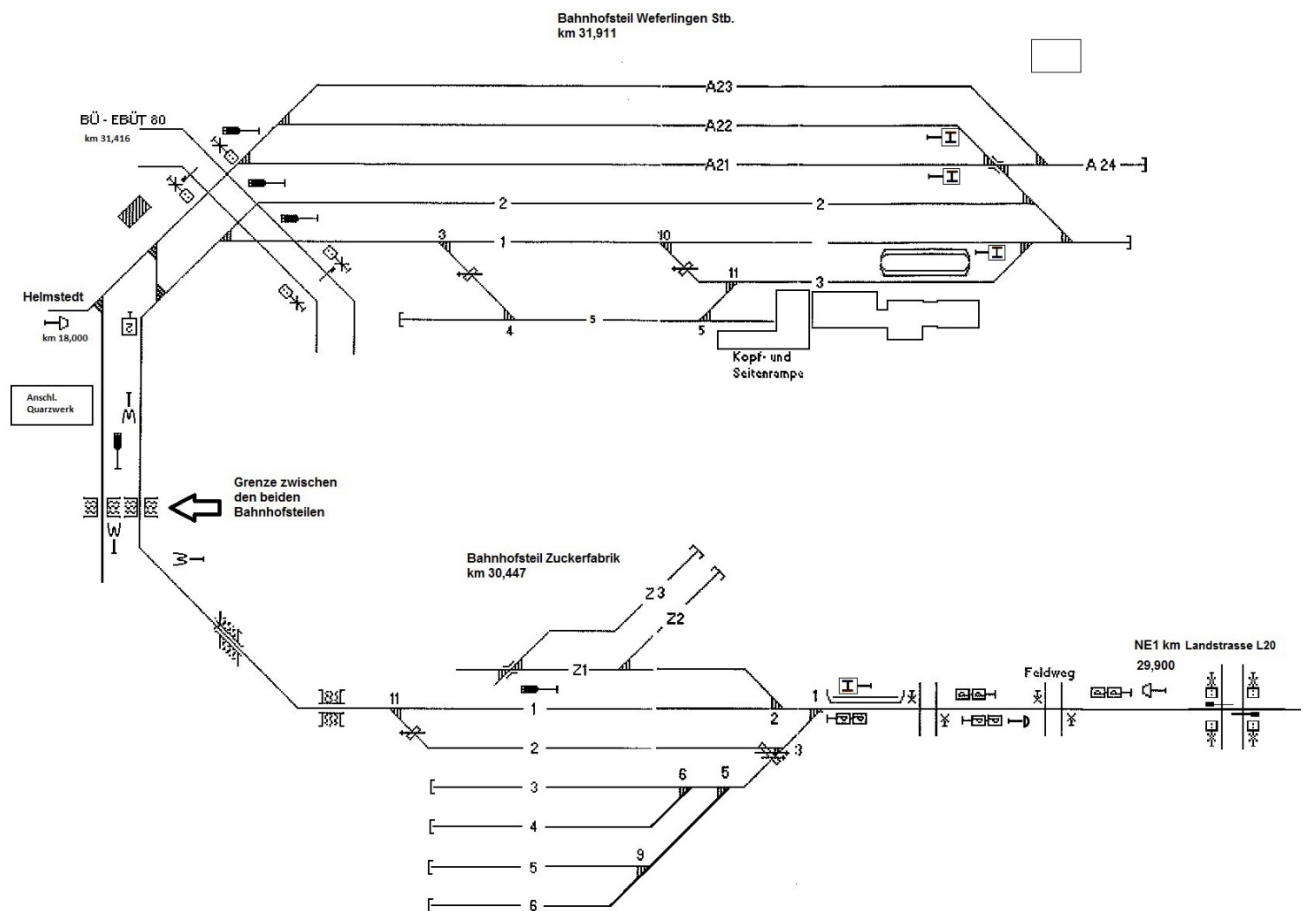 Bahnhofsteil Weferlingen Stb.
km 31,911
A23
BÜ - EBÜT 80
km 31,416
A22
A21
A 24
2
2
3
1
10
11
3
Helmstedt
km 18,000
2
5
4
5
Kopf- und
Seitenrampe
Anschl.
Quarzwerk
Grenze zwischen
den beiden
Bahnhofsteilen
Bahnhofsteil Zuckerfabrik
km 30,447
Z3
Z2
Z1
NE1 km Landstrasse L20
29,900
Feldweg
11
1
2
1
2
3
3
6
5
4
5
9
6